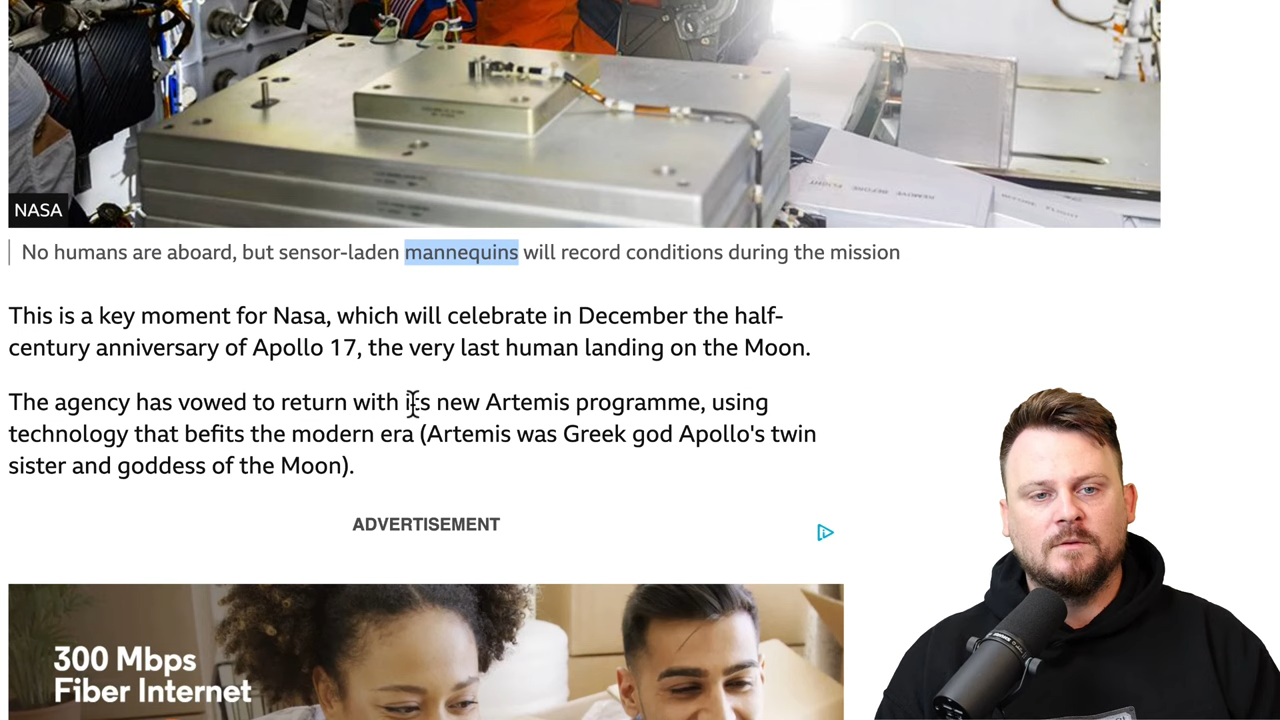 REMOVE BEFORE FLIGHT
NASA
No humans are aboard, but sensor-laden mannequins will record conditions during the mission
This is a key moment for Nasa, which will celebrate in December the half-
century anniversary of Apollo 17, the very last human landing on the Moon.
The agency has vowed to return with its new Artemis programme, using
technology that befits the modern era (Artemis was Greek god Apollo's twin
sister and goddess of the Moon).
ADVERTISEMENT
300 Mbps
Fiber Internet